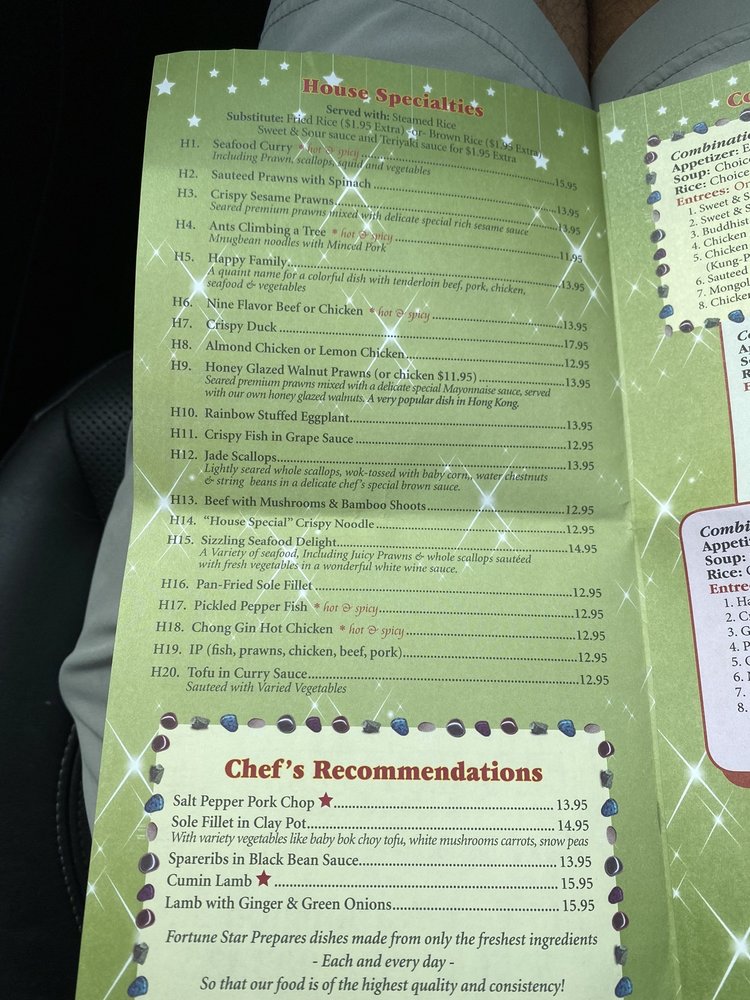 House Specialties
Served with: Steamed Rice
Substitute: Fried Rice ($1.95 Extra) -or- Brown Rice ($1.95 Extra)
Sweet & Sour sauce and Teriyaki sauce for $1.95 Extra
H1. Seafood Curry * hot & spicy ..... 15.95
Including Prawn, scallops, squid and vegetables
H2. Sauteed Prawns with Spinach ..... 13.95
H3. Crispy Sesame Prawns ..... 13.95
Seared premium prawns mixed with delicate special rich sesame sauce
H4. Ants Climbing a Tree * hot & spicy ..... 11.95
Mnugbean noodles with Minced Pork
H5. Happy Family ..... 13.95
A quaint name for a colorful dish with tenderloin beef, pork, chicken,
seafood & vegetables
H6. Nine Flavor Beef or Chicken * hot & spicy ..... 13.95
H7. Crispy Duck ..... 17.95
H8. Almond Chicken or Lemon Chicken ..... 12.95
H9. Honey Glazed Walnut Prawns (or chicken $11.95) ..... 13.95
Seared premium prawns mixed with a delicate special Mayonnaise sauce, served
with our own honey glazed walnuts. A very popular dish in Hong Kong.
H10. Rainbow Stuffed Eggplant ..... 13.95
H11. Crispy Fish in Grape Sauce ..... 12.95
H12. Jade Scallops ..... 13.95
Lightly seared whole scallops, wok-tossed with baby corn,, water chestnuts
& string beans in a delicate chef's special brown sauce.
H13. Beef with Mushrooms & Bamboo Shoots ..... 12.95
H14. "House Special" Crispy Noodle ..... 12.95
H15. Sizzling Seafood Delight ..... 14.95
A Variety of seafood, Including Juicy Prawns & whole scallops sautéed
with fresh vegetables in a wonderful white wine sauce.
H16. Pan-Fried Sole Fillet ..... 12.95
H17. Pickled Pepper Fish * hot & spicy ..... 12.95
H18. Chong Gin Hot Chicken * hot & spicy ..... 12.95
H19. IP (fish, prawns, chicken, beef, pork) ..... 12.95
H20. Tofu in Curry Sauce ..... 12.95
Sauteed with Varied Vegetables
Chef's Recommendations
Salt Pepper Pork Chop ★ ..... 13.95
Sole Fillet in Clay Pot ..... 14.95
With variety vegetables like baby bok choy tofu, white mushrooms carrots, snow peas
Spareribs in Black Bean Sauce ..... 13.95
Cumin Lamb ★ ..... 15.95
Lamb with Ginger & Green Onions ..... 15.95
Fortune Star Prepares dishes made from only the freshest ingredients
- Each and every day -
So that our food is of the highest quality and consistency!
Appetizer:
Soup: Choice
Rice: Choice
Entrees:
1. Sweet & S
2. Sweet & S
3. Buddhist
4. Chicken
5. Chicken
(Kung-P
6. Sauteed
7. Mongol
8. Chicken
Combi
Appeti
Soup:
Rice:
Entre
1. Ha
2. C
3. G
4. P
5.
6.
7.
8.